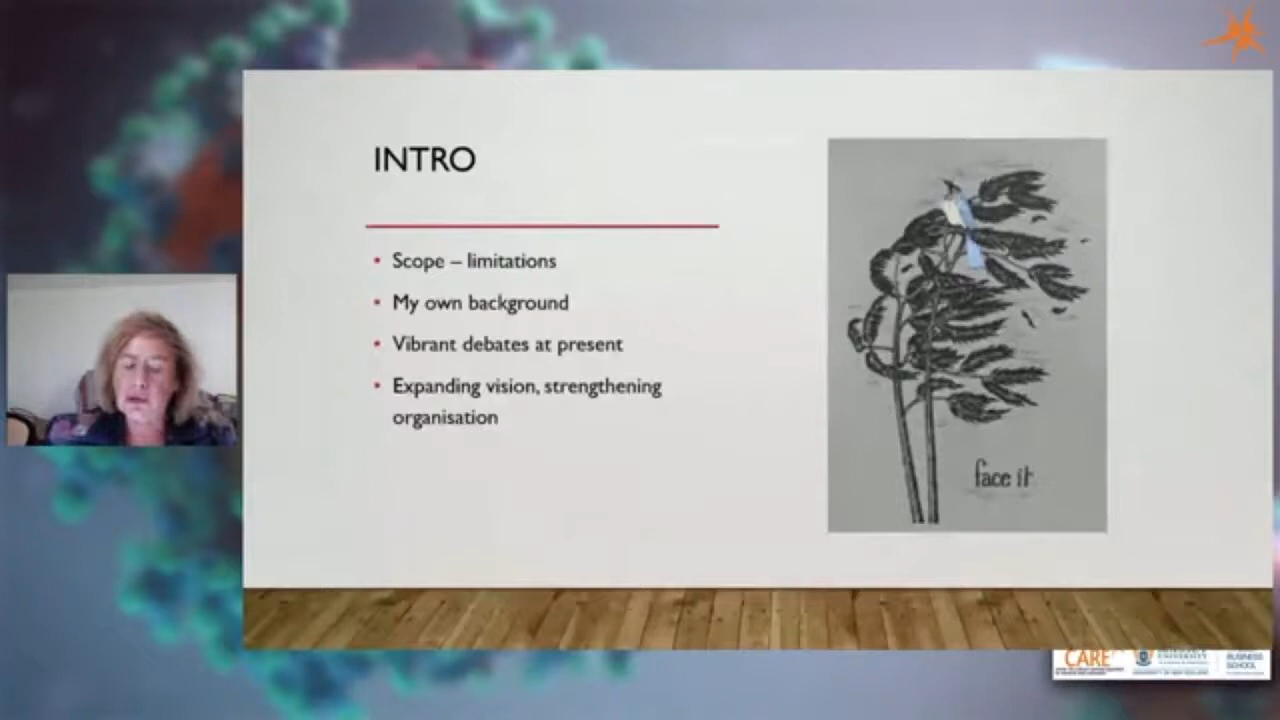 INTRO
• Scope – limitations
• My own background
• Vibrant debates at present
• Expanding vision, strengthening
organisation
face it
CARE
UNIVERSITY
BUSINESS
SCHOOL